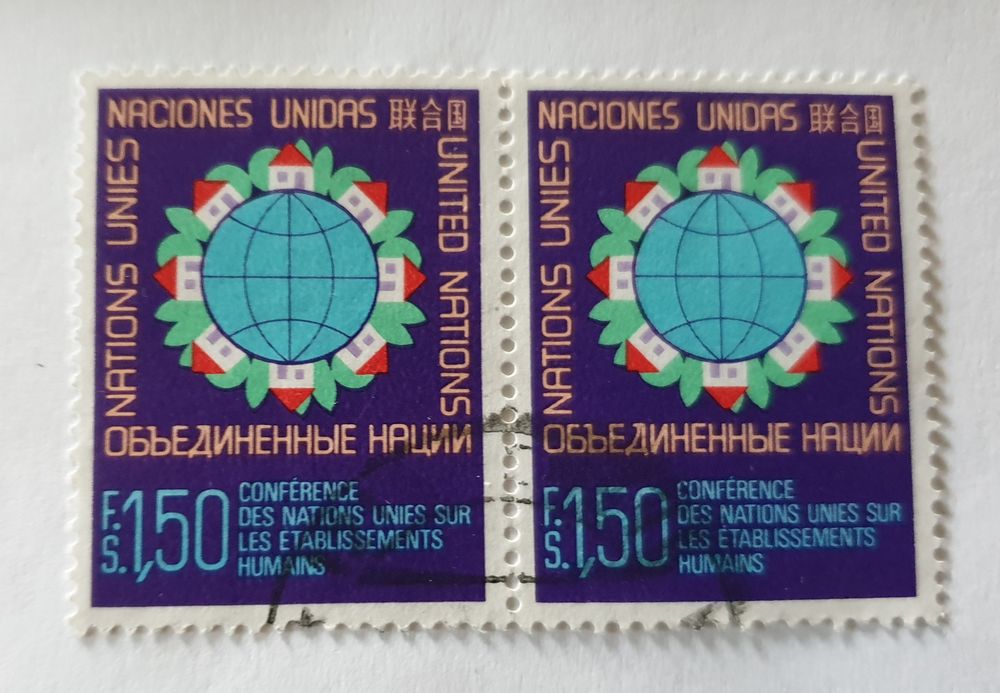 NACIONES UNIDAS 联合国
NATIONS UNIES
UNITED NATIONS
ОБЪЕДИНЕННЫЕ НАЦИИ
F.S. 1,50
CONFÉRENCE
DES NATIONS UNIES SUR
LES ÉTABLISSEMENTS
HUMAINS
NACIONES UNIDAS 联合国
NATIONS UNIES
UNITED NATIONS
ОБЪЕДИНЕННЫЕ НАЦИИ
F.S. 1,50
CONFÉRENCE
DES NATIONS UNIES SUR
LES ÉTABLISSEMENTS
HUMAINS